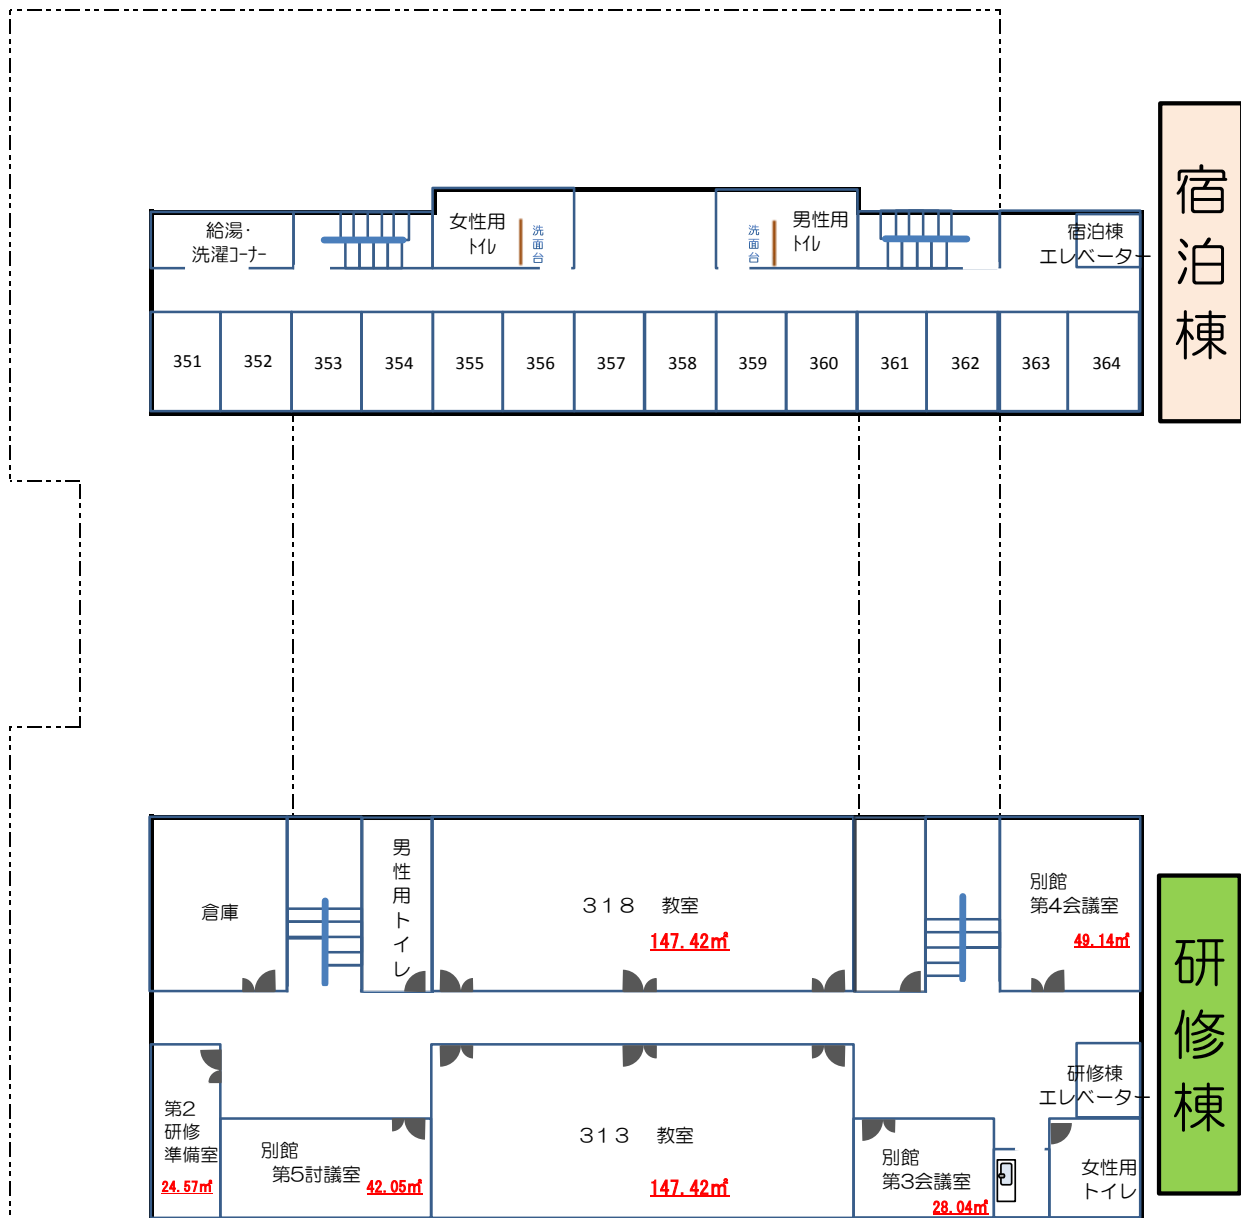 宿泊棟
給湯・
洗濯コーナー
女性用
トイレ
洗面台
洗面台
男性用
トイレ
宿泊棟
エレベーター
351 352 353 354 355 356 357 358 359 360 361 362 363 364
研修棟
倉庫
男性用トイレ
318 教室
147.42㎡
別館
第4会議室
49.14㎡
研修棟
エレベーター
第2
研修
準備室
24.57㎡
別館
第5討議室
42.05㎡
313 教室
147.42㎡
別館
第3会議室
28.04㎡
女性用
トイレ